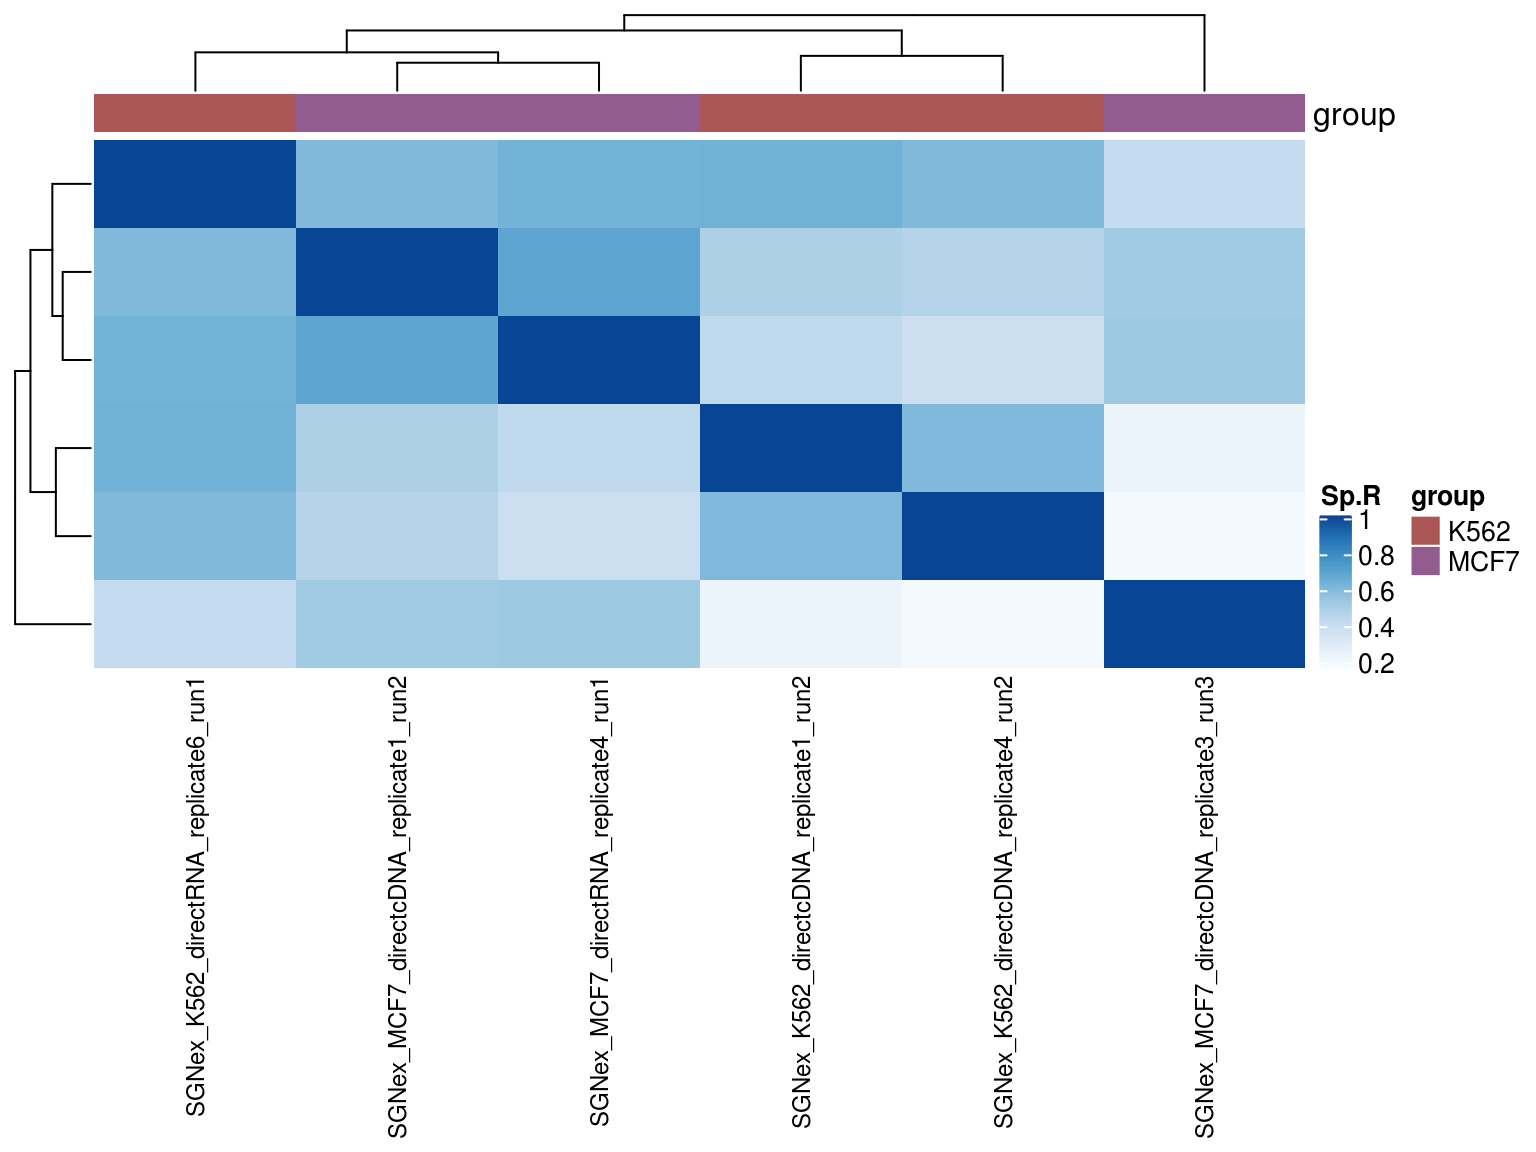 group
Sp.R
1
0.8
0.6
0.4
0.2
group
K562
MCF7
SGNex_K562_directRNA_replicate6_run1
SGNex_MCF7_directcDNA_replicate1_run2
SGNex_MCF7_directRNA_replicate4_run1
SGNex_K562_directcDNA_replicate1_run2
SGNex_K562_directcDNA_replicate4_run2
SGNex_MCF7_directcDNA_replicate3_run3